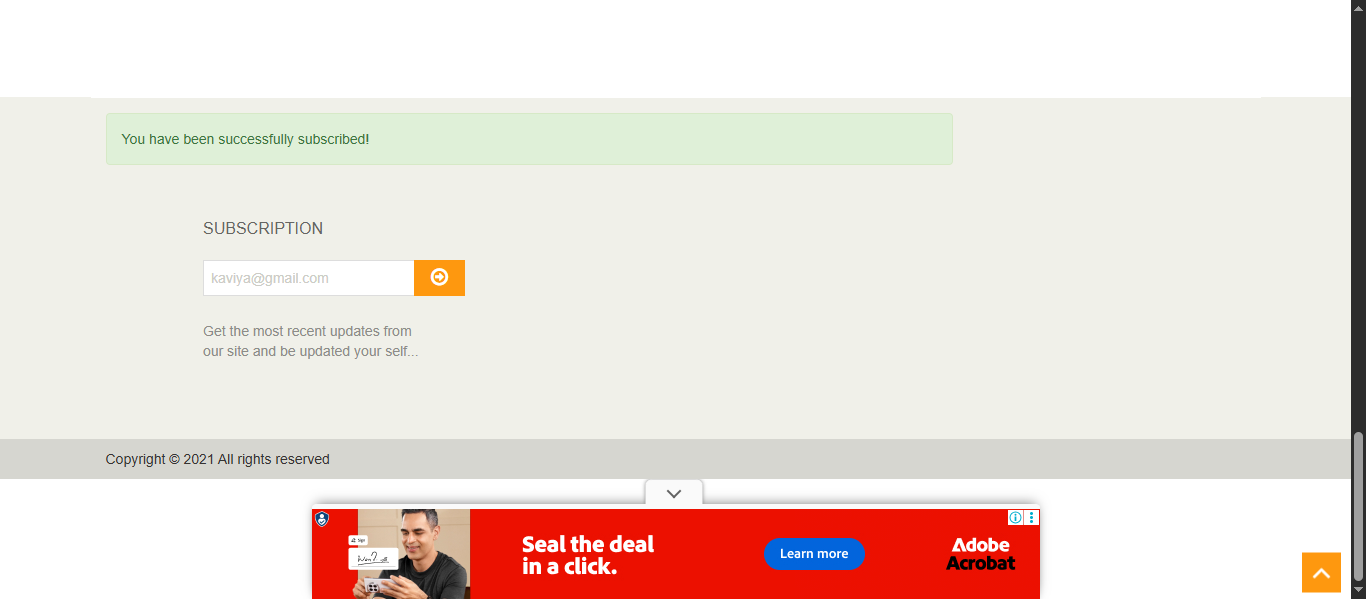 You have been successfully subscribed!
SUBSCRIPTION
kaviya@gmail.com
Get the most recent updates from
our site and be updated your self...
Copyright © 2021 All rights reserved
Seal the deal
in a click.
Learn more
Adobe
Acrobat